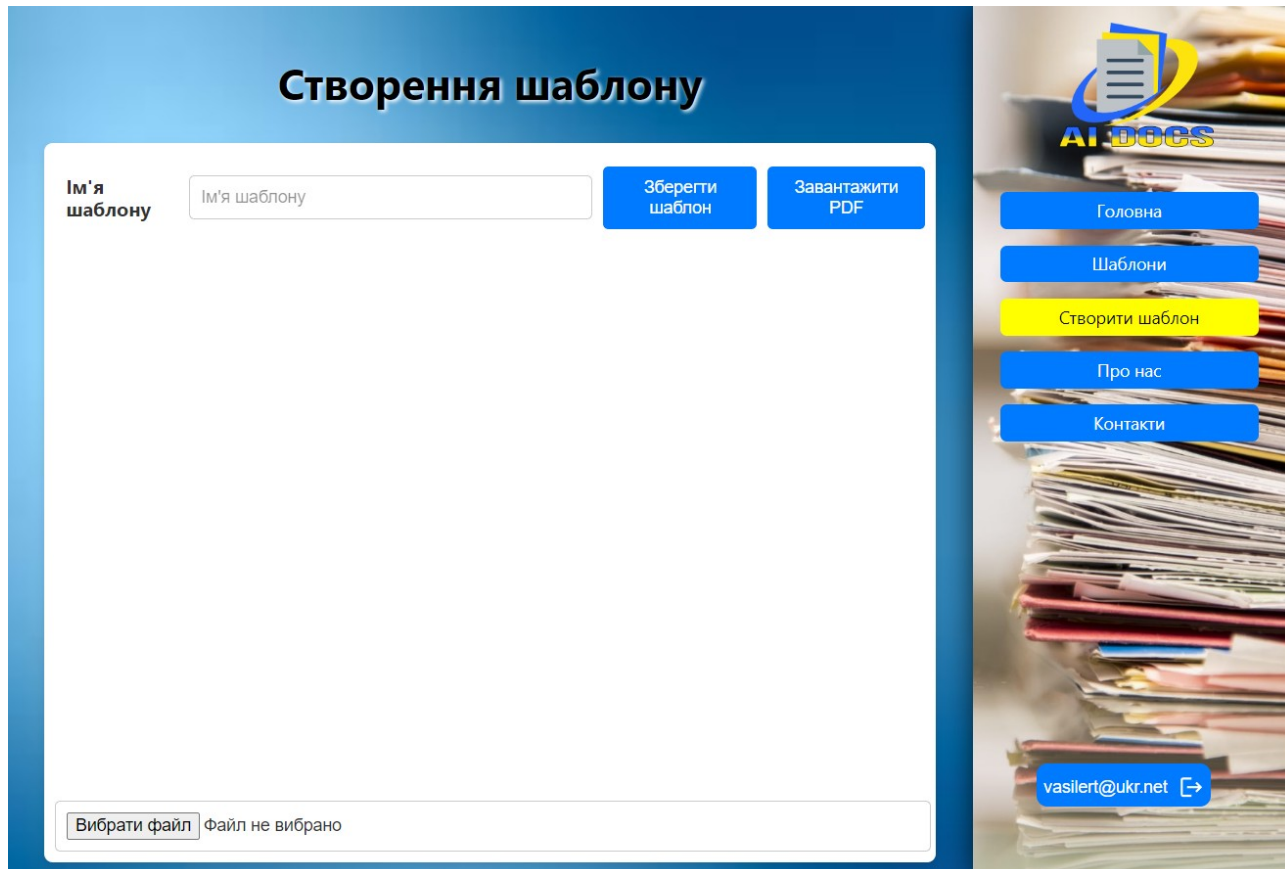 Створення шаблону
Ім'я
шаблону
Ім'я шаблону
Зберегти
шаблон
Завантажити
PDF
Вибрати файл Файл не вибрано
AI DOCS
Головна
Шаблони
Створити шаблон
Про нас
Контакти
vasilert@ukr.net